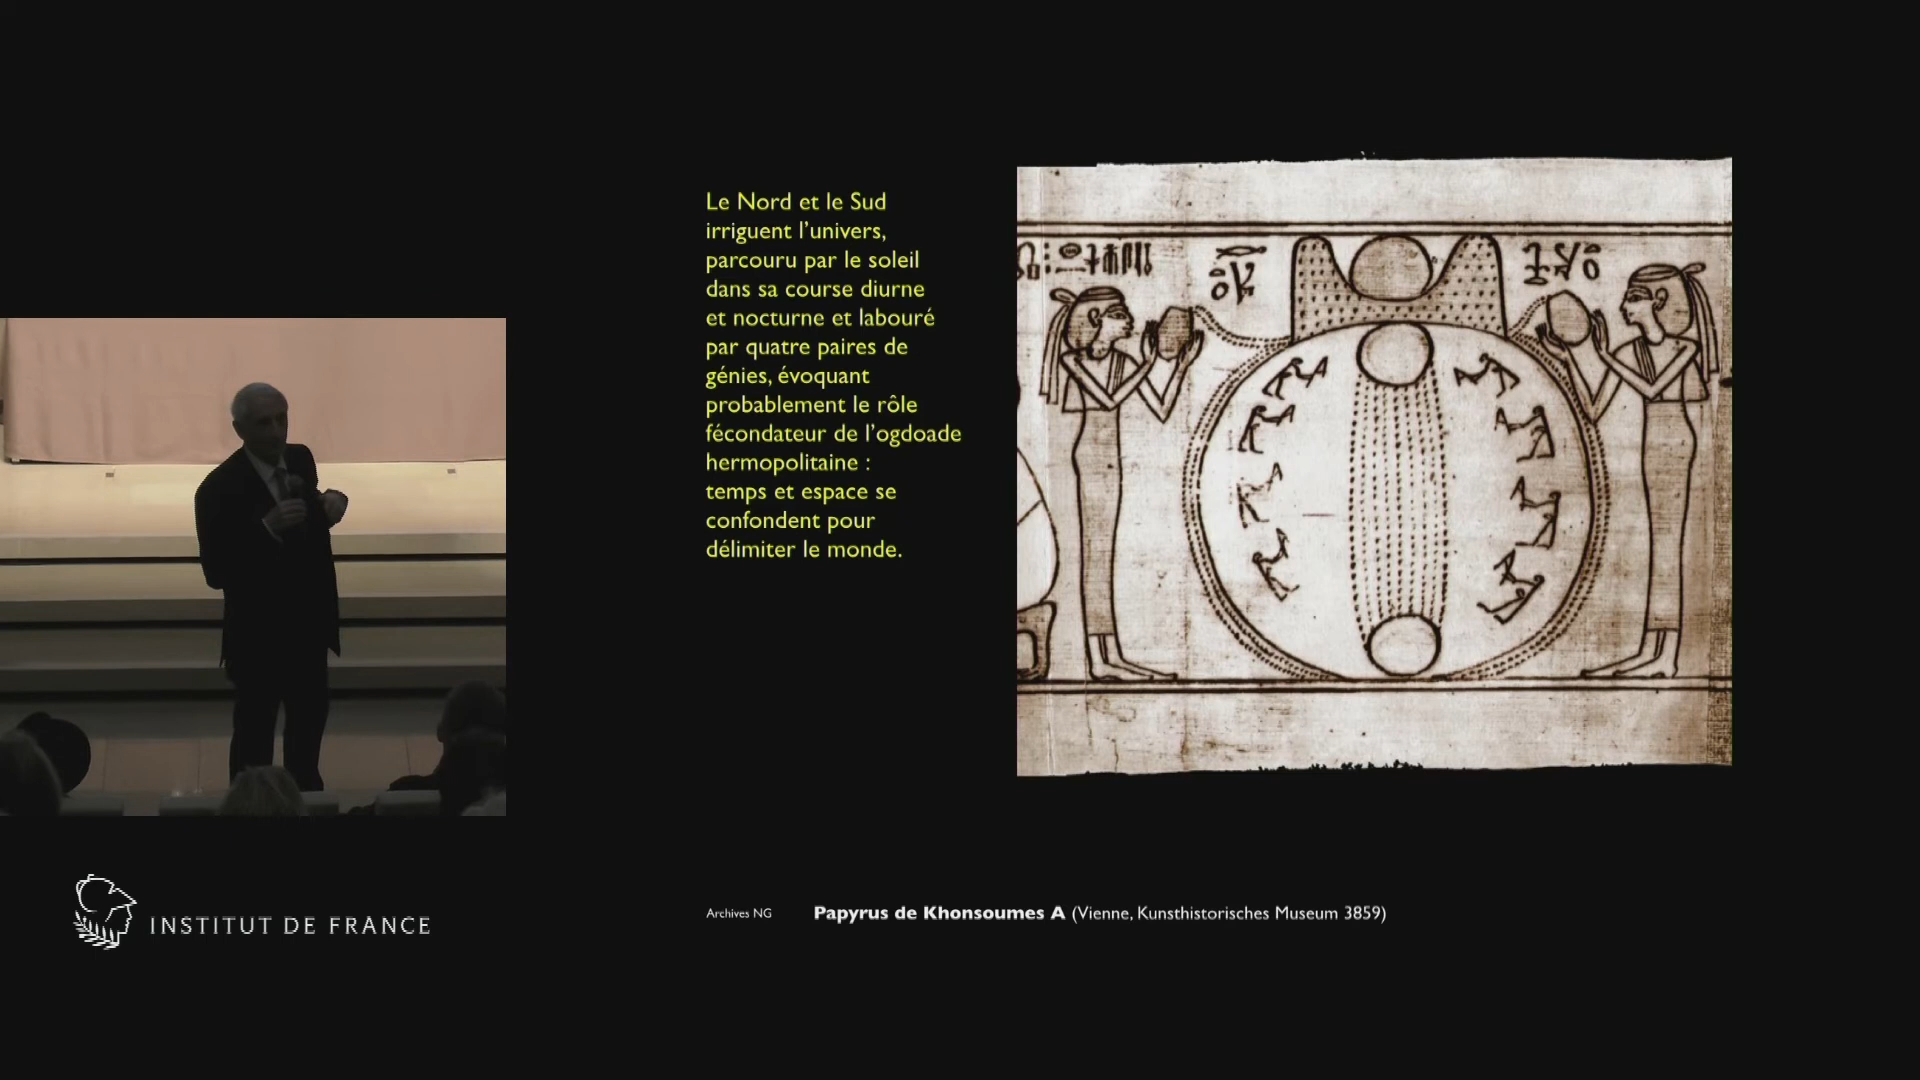 Le Nord et le Sud
irriguent l’univers,
parcouru par le soleil
dans sa course diurne
et nocturne et labouré
par quatre paires de
génies, évoquant
probablement le rôle
fécondateur de l’ogdoade
hermopolitaine :
temps et espace se
confondent pour
délimiter le monde.
INSTITUT DE FRANCE
Archives NG
Papyrus de Khonsoumes A (Vienne, Kunsthistorisches Museum 3859)